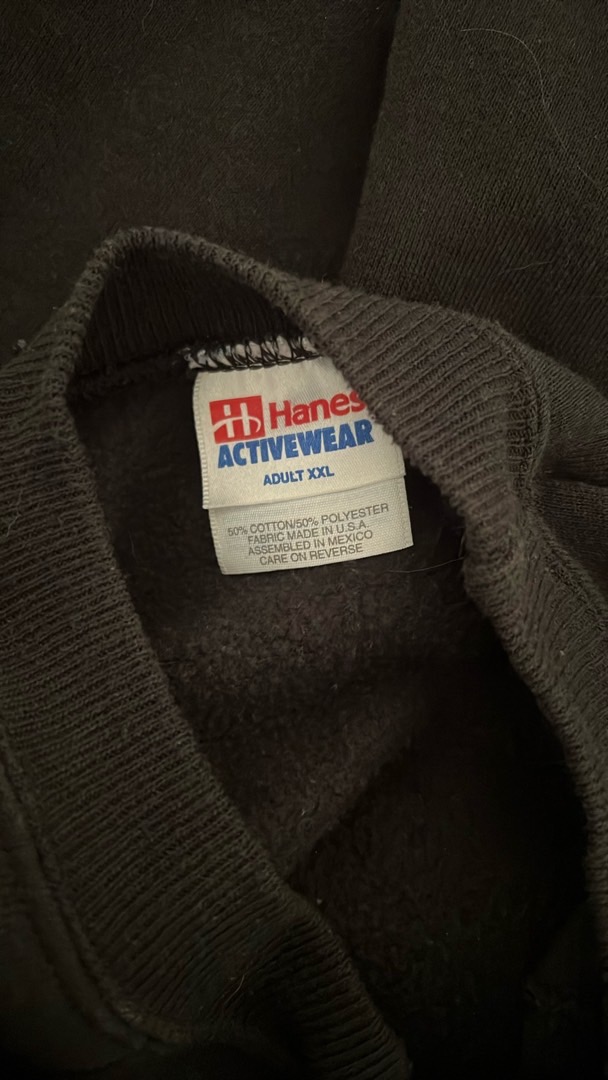 Hanes
ACTIVEWEAR
ADULT XXL
50% COTTON/50% POLYESTER
FABRIC MADE IN U.S.A.
ASSEMBLED IN MEXICO
CARE ON REVERSE